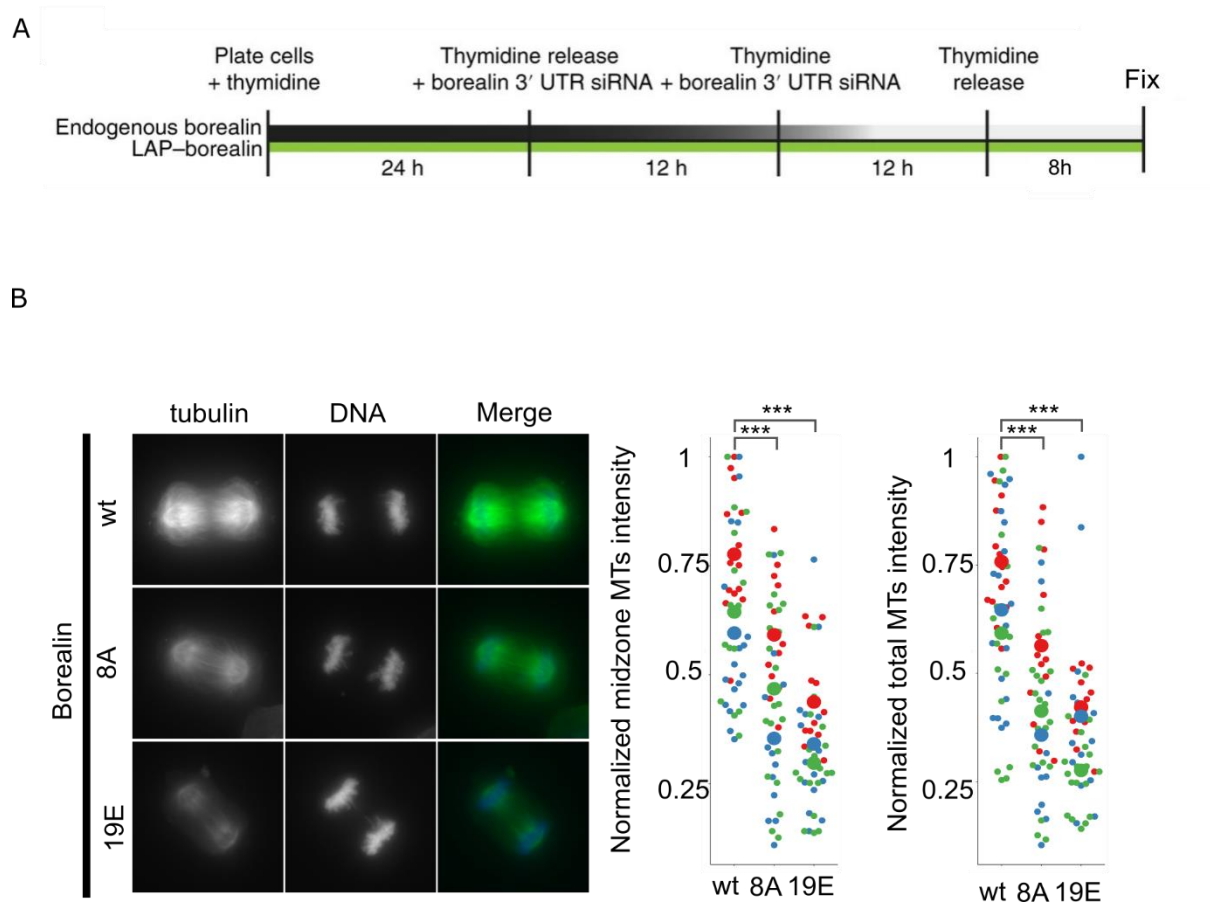 A
Plate cells
+ thymidine
Thymidine release
+ borealin 3′ UTR siRNA
Thymidine
+ borealin 3′ UTR siRNA
Thymidine
release
Fix
Endogenous borealin
LAP–borealin
24 h
12 h
12 h
8h
B
tubulin
DNA
Merge
Borealin
wt
8A
19E
Normalized midzone MTs intensity
***
***
1
0.75
0.5
0.25
wt 8A 19E
Normalized total MTs intensity
***
***
1
0.75
0.5
0.25
wt 8A 19E